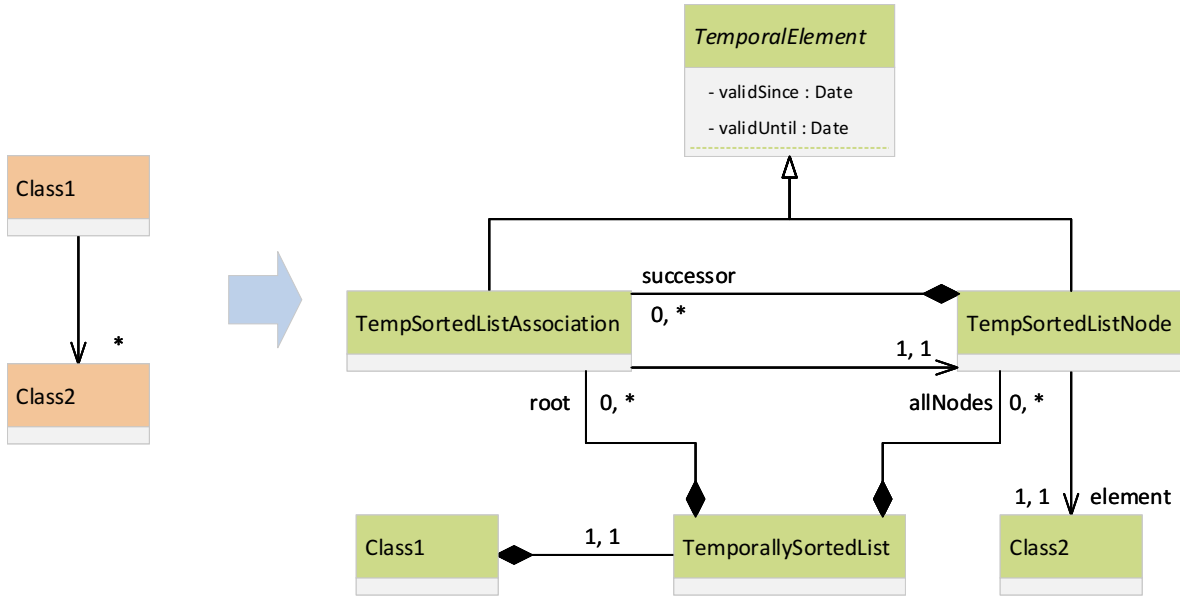 TemporalElement
- validSince : Date
- validUntil : Date
Class1
*
Class2
successor
TempSortedListAssociation
0, *
TempSortedListNode
1, 1
root
0, *
allNodes
0, *
1, 1
element
Class1
1, 1
TemporallySortedList
Class2